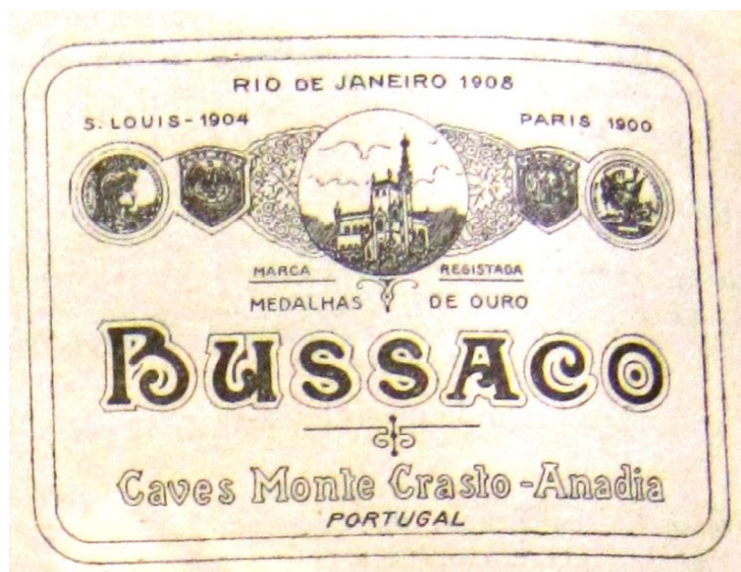 RIO DE JANEIRO 1908
S. LOUIS - 1904
PARIS 1900
MARCA REGISTADA
MEDALHAS DE OURO
BUSSACO
Caves Monte Crasto - Anadia
PORTUGAL